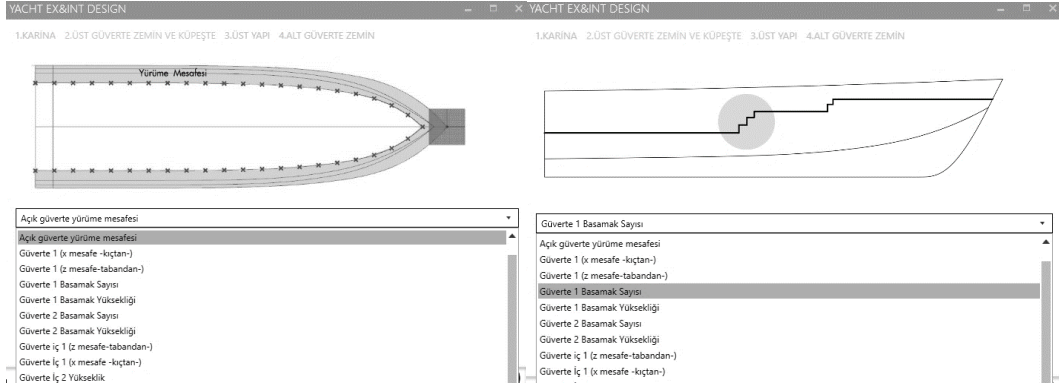 YACHT EX&INT DESIGN
1.KARİNA 2.ÜST GÜVERTE ZEMİN VE KÜPEŞTE 3.ÜST YAPI 4.ALT GÜVERTE ZEMİN
Yürüme Mesafesi
Açık güverte yürüme mesafesi
Açık güverte yürüme mesafesi
Güverte 1 (x mesafe -kıçtan-)
Güverte 1 (z mesafe-tabandan-)
Güverte 1 Basamak Sayısı
Güverte 1 Basamak Yüksekliği
Güverte 2 Basamak Sayısı
Güverte 2 Basamak Yüksekliği
Güverte iç 1 (z mesafe-tabandan-)
Güverte İç 1 (x mesafe -kıçtan-)
Güverte İç 2 Yükseklik
YACHT EX&INT DESIGN
1.KARİNA 2.ÜST GÜVERTE ZEMİN VE KÜPEŞTE 3.ÜST YAPI 4.ALT GÜVERTE ZEMİN
Güverte 1 Basamak Sayısı
Açık güverte yürüme mesafesi
Güverte 1 (x mesafe -kıçtan-)
Güverte 1 (z mesafe-tabandan-)
Güverte 1 Basamak Sayısı
Güverte 1 Basamak Yüksekliği
Güverte 2 Basamak Sayısı
Güverte 2 Basamak Yüksekliği
Güverte iç 1 (z mesafe-tabandan-)
Güverte İç 1 (x mesafe -kıçtan-)